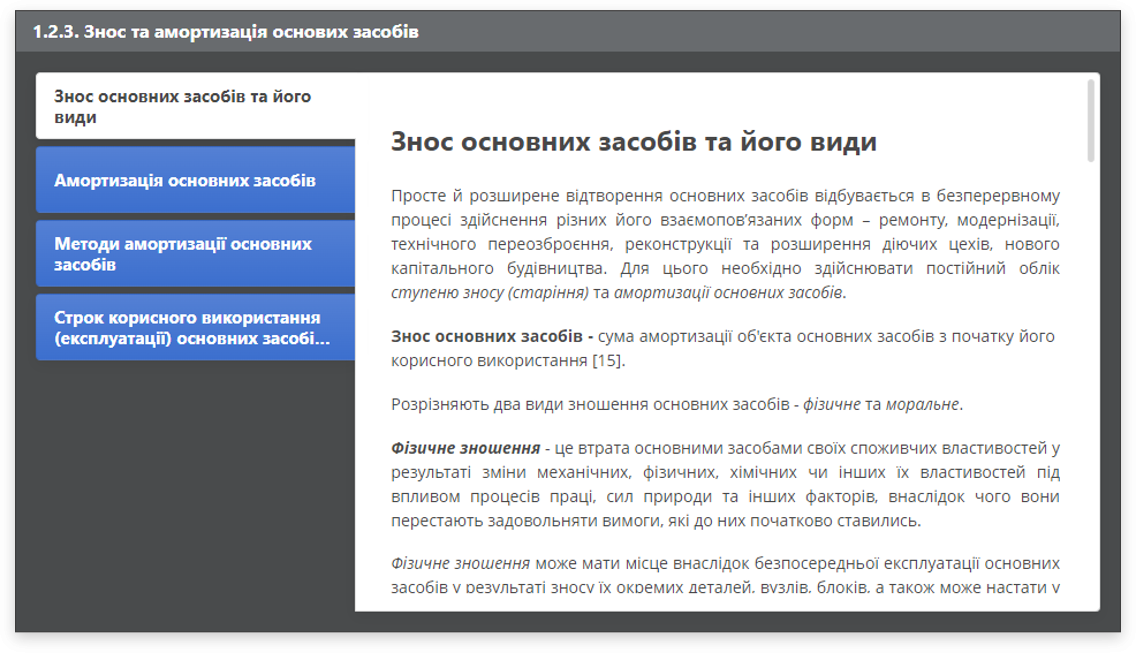 1.2.3. Знос та амортизація основих засобів
Знос основних засобів та його
види
Амортизація основних засобів
Методи амортизації основних
засобів
Строк корисного використання
(експлуатації) основних засобі...
Знос основних засобів та його види
Просте й розширене відтворення основних засобів відбувається в безперервному
процесі здійснення різних його взаємопов’язаних форм – ремонту, модернізації,
технічного переозброєння, реконструкції та розширення діючих цехів, нового
капітального будівництва. Для цього необхідно здійснювати постійний облік
ступеню зносу (старіння) та амортизації основних засобів.
Знос основних засобів - сума амортизації об'єкта основних засобів з початку його
корисного використання [15].
Розрізняють два види зношення основних засобів - фізичне та моральне.
Фізичне зношення - це втрата основними засобами своїх споживчих властивостей у
результаті зміни механічних, фізичних, хімічних чи інших їх властивостей під
впливом процесів праці, сил природи та інших факторів, внаслідок чого вони
перестають задовольняти вимоги, які до них початково ставились.
Фізичне зношення може мати місце внаслідок безпосередньої експлуатації основних
засобів у результаті зносу їх окремих деталей, вузлів, блоків, а також може настати у